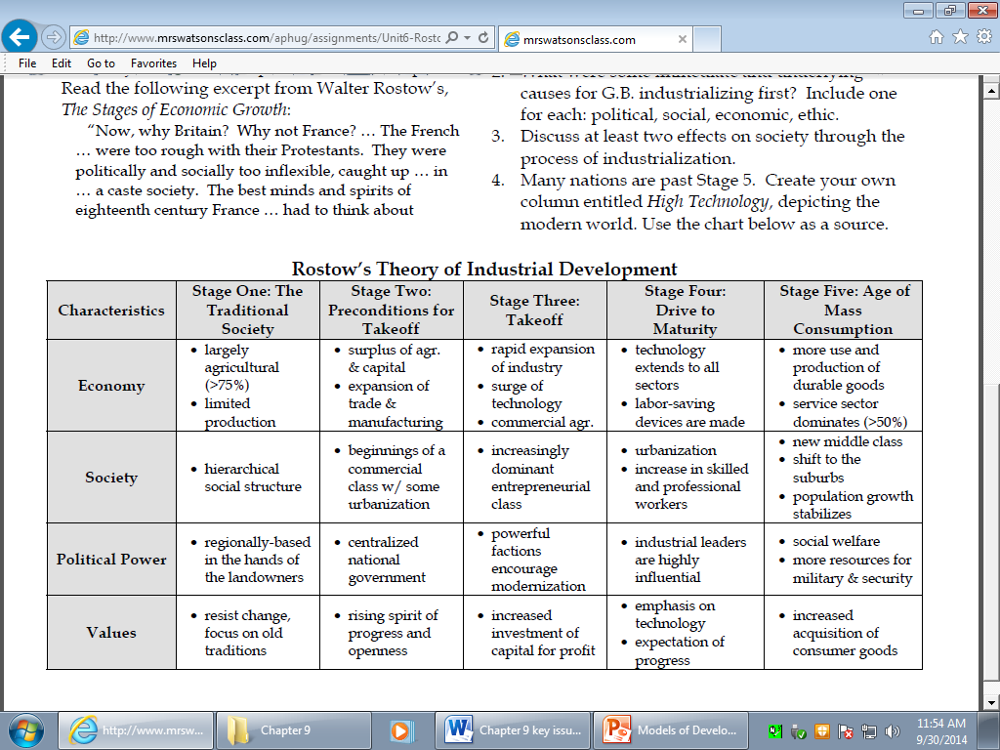 http://www.mrswatsonsclass.com/aphug/assignments/Unit6-Rosto
mrswatsonsclass.com
File Edit Go to Favorites Help
causes for G.B. industrializing first? Include one
for each: political, social, economic, ethic.
3. Discuss at least two effects on society through the
process of industrialization.
4. Many nations are past Stage 5. Create your own
column entitled High Technology, depicting the
modern world. Use the chart below as a source.
Read the following excerpt from Walter Rostow's,
The Stages of Economic Growth:
"Now, why Britain? Why not France? … The French
… were too rough with their Protestants. They were
politically and socially too inflexible, caught up … in
… a caste society. The best minds and spirits of
eighteenth century France … had to think about
Rostow's Theory of Industrial Development
Characteristics
Stage One: The
Traditional
Society
Stage Two:
Preconditions for
Takeoff
Stage Three:
Takeoff
Stage Four:
Drive to
Maturity
Stage Five: Age of
Mass
Consumption
Economy
• largely
agricultural
(>75%)
• limited
production
• surplus of agr.
& capital
• expansion of
trade &
manufacturing
• rapid expansion
of industry
• surge of
technology
• commercial agr.
• technology
extends to all
sectors
• labor-saving
devices are made
• more use and
production of
durable goods
• service sector
dominates (>50%)
Society
• hierarchical
social structure
• beginnings of a
commercial
class w/ some
urbanization
• increasingly
dominant
entrepreneurial
class
• urbanization
• increase in skilled
and professional
workers
• new middle class
• shift to the
suburbs
• population growth
stabilizes
Political Power
• regionally-based
in the hands of
the landowners
• centralized
national
government
• powerful
factions
encourage
modernization
• industrial leaders
are highly
influential
• social welfare
• more resources for
military & security
Values
• resist change,
focus on old
traditions
• rising spirit of
progress and
openness
• increased
investment of
capital for profit
• emphasis on
technology
• expectation of
progress
• increased
acquisition of
consumer goods
http://www.mrsw...
Chapter 9
Chapter 9 key issu...
Models of Develo...
11:54 AM
9/30/2014